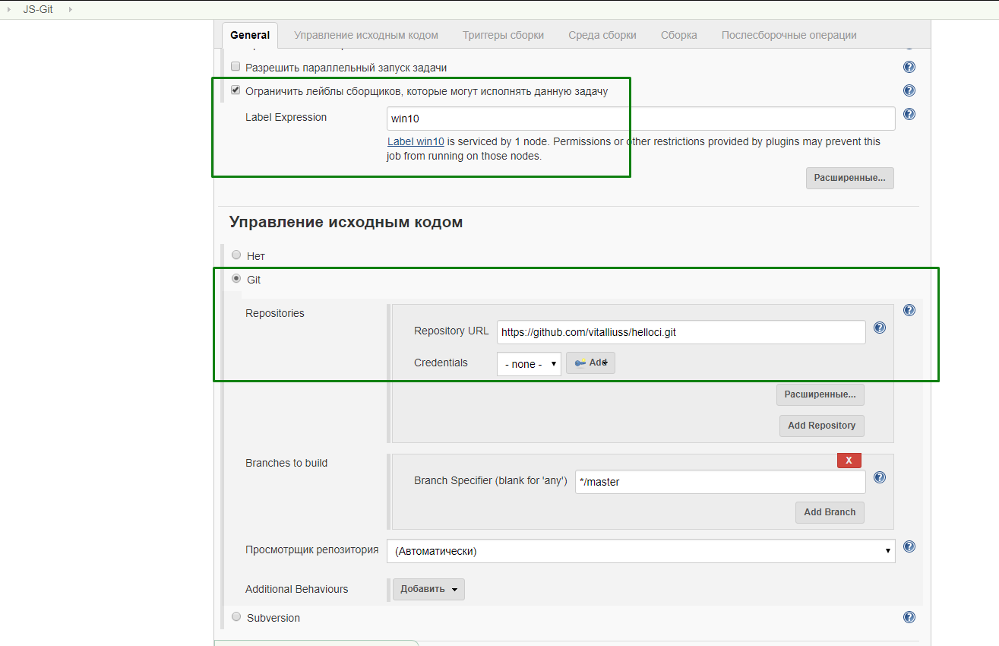 JS-Git
General Управление исходным кодом Триггеры сборки Среда сборки Сборка Послесборочные операции
Разрешить параллельный запуск задачи
Ограничить лейблы сборщиков, которые могут исполнять данную задачу
Label Expression win10
Label win10 is serviced by 1 node. Permissions or other restrictions provided by plugins may prevent this
job from running on those nodes.
Расширенные...
Управление исходным кодом
Нет
Git
Repositories
Repository URL https://github.com/vitalliuss/helloci.git
Credentials - none - Add
Расширенные...
Add Repository
Branches to build
X
Branch Specifier (blank for 'any') */master
Add Branch
Просмотрщик репозитория (Автоматически)
Additional Behaviours Добавить
Subversion